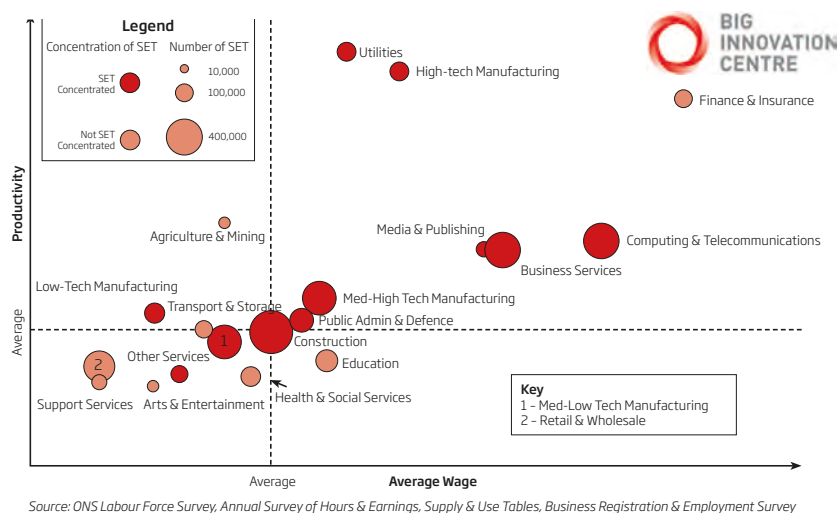 Legend
Concentration of SET
Number of SET
SET
Concentrated
Not SET
Concentrated
10,000
100,000
400,000
BIG
INNOVATION
CENTRE
Utilities
High-tech Manufacturing
Finance & Insurance
Productivity
Average
Agriculture & Mining
Media & Publishing
Computing & Telecommunications
Business Services
Low-Tech Manufacturing
Transport & Storage
Med-High Tech Manufacturing
Public Admin & Defence
1
Construction
Other Services
2
Education
Support Services
Arts & Entertainment
Health & Social Services
Key
1 - Med-Low Tech Manufacturing
2 - Retail & Wholesale
Average
Average Wage
Source: ONS Labour Force Survey, Annual Survey of Hours & Earnings, Supply & Use Tables, Business Registration & Employment Survey